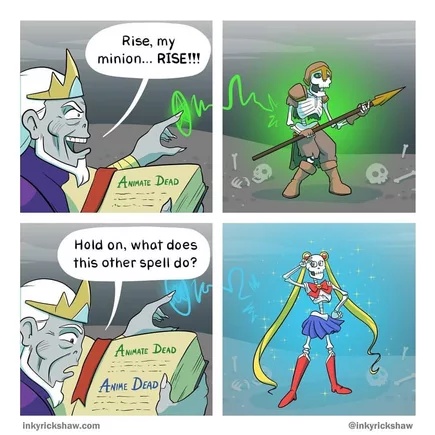 Rise, my
minion... RISE!!!
ANIMATE DEAD
Hold on, what does
this other spell do?
ANIMATE DEAD
ANIME DEAD
inkyrickshaw.com
@inkyrickshaw